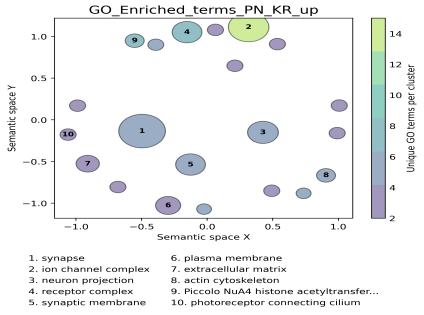 GO_Enriched_terms_PN_KR_up
Semantic space Y
1.0
0.5
0.0
−0.5
−1.0
−1.0
−0.5
0.0
0.5
1.0
Semantic space X
9
4
2
10
1
3
7
5
8
6
14
12
10
8
6
4
2
Unique GO terms per cluster
1. synapse
2. ion channel complex
3. neuron projection
4. receptor complex
5. synaptic membrane
6. plasma membrane
7. extracellular matrix
8. actin cytoskeleton
9. Piccolo NuA4 histone acetyltransfer...
10. photoreceptor connecting cilium